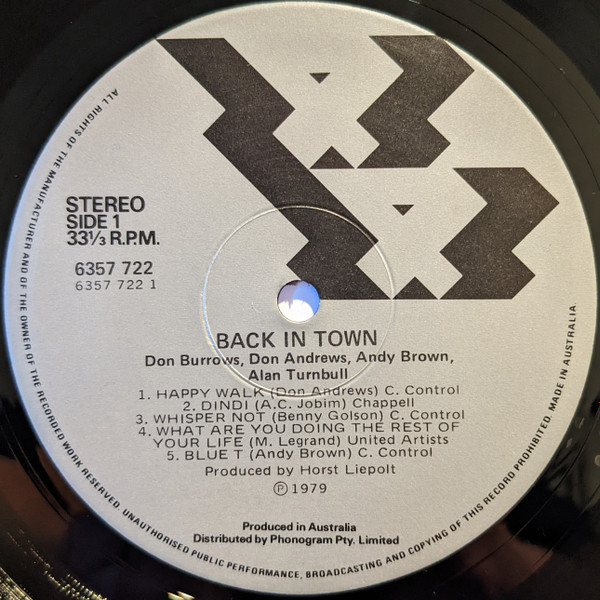 STEREO
SIDE 1
33⅓ R.P.M.
6357 722
6357 722 1
BACK IN TOWN
Don Burrows, Don Andrews, Andy Brown,
Alan Turnbull
1. HAPPY WALK (Don Andrews) C. Control
2. DINDI (A.C. Jobim) Chappell
3. WHISPER NOT (Benny Golson) C. Control
4. WHAT ARE YOU DOING THE REST OF
YOUR LIFE (M. Legrand) United Artists
5. BLUE T (Andy Brown) C. Control
Produced by Horst Liepolt
Ⓟ 1979
Produced in Australia
Distributed by Phonogram Pty. Limited
ALL RIGHTS OF THE MANUFACTURER AND OF THE OWNER OF THE RECORDED WORK RESERVED. UNAUTHORISED PUBLIC PERFORMANCE, BROADCASTING AND COPYING OF THIS RECORD PROHIBITED. MADE IN AUSTRALIA.